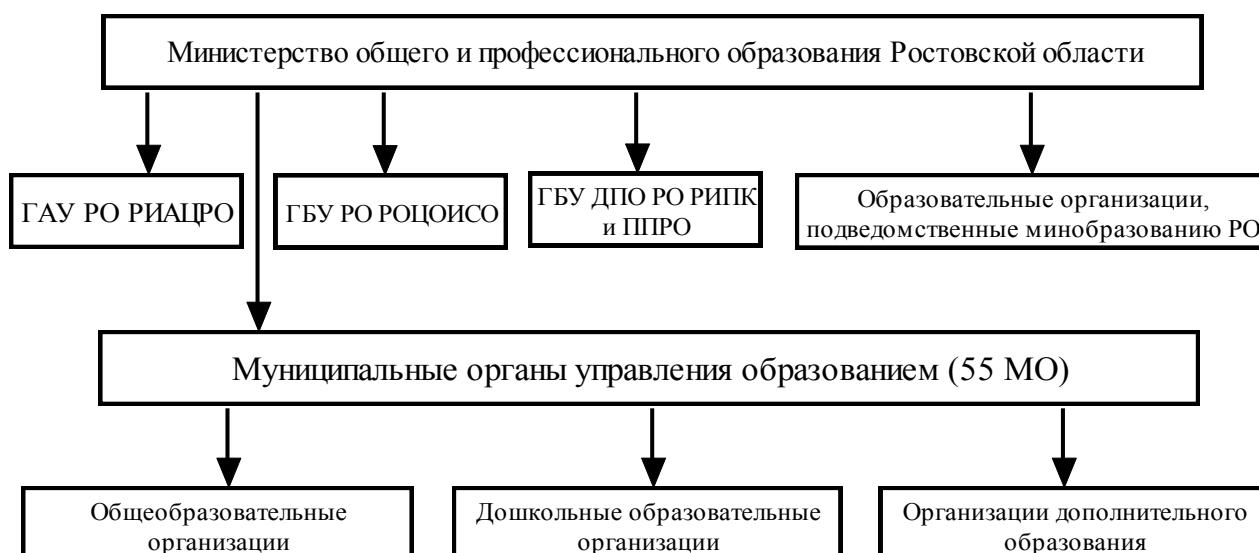 Министерство общего и профессионального образования Ростовской области
ГАУ РО РИАЦРО
ГБУ РО РОЦОИСО
ГБУ ДПО РО РИПК
и ППРО
Образовательные организации,
подведомственные минобразованию РО
Муниципальные органы управления образованием (55 МО)
Общеобразовательные
организации
Дошкольные образовательные
организации
Организации дополнительного
образования